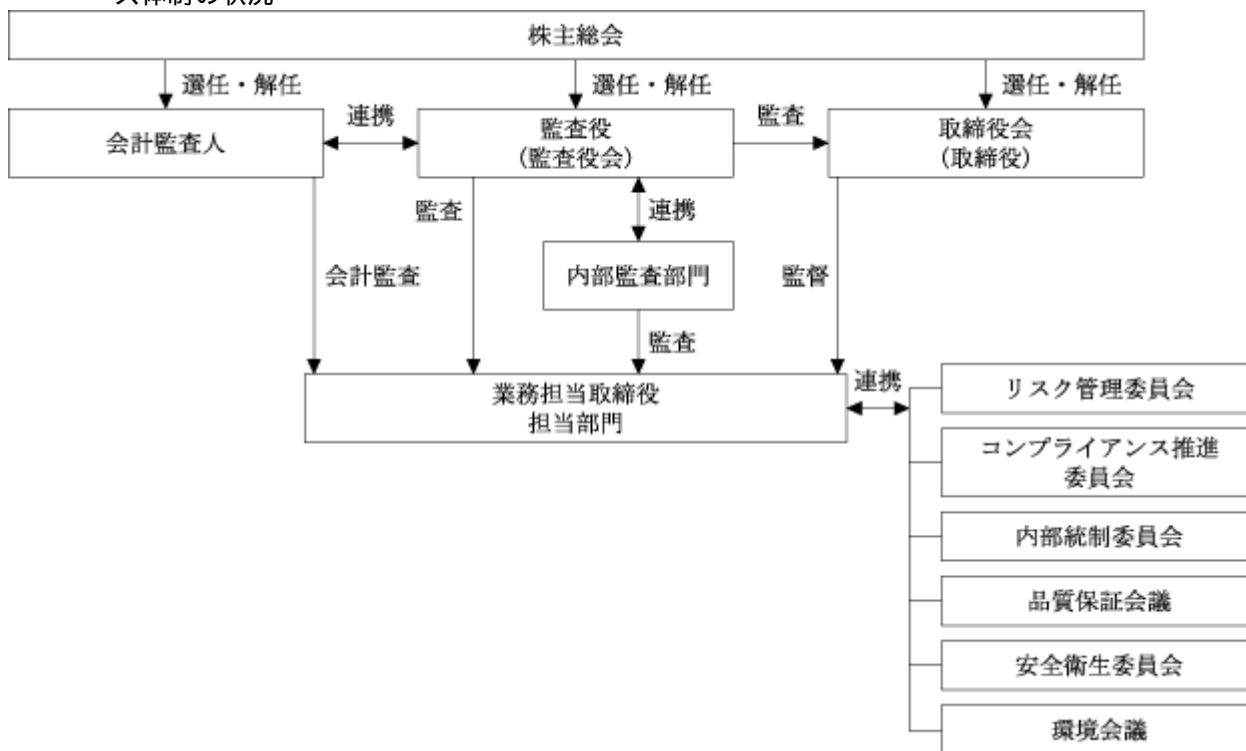 ス体制の状況
株主総会
選任・解任
選任・解任
選任・解任
会計監査人
連携
監査役
(監査役会)
監査
取締役会
(取締役)
監査
連携
会計監査
内部監査部門
監督
監査
業務担当取締役
担当部門
連携
リスク管理委員会
コンプライアンス推進
委員会
内部統制委員会
品質保証会議
安全衛生委員会
環境会議